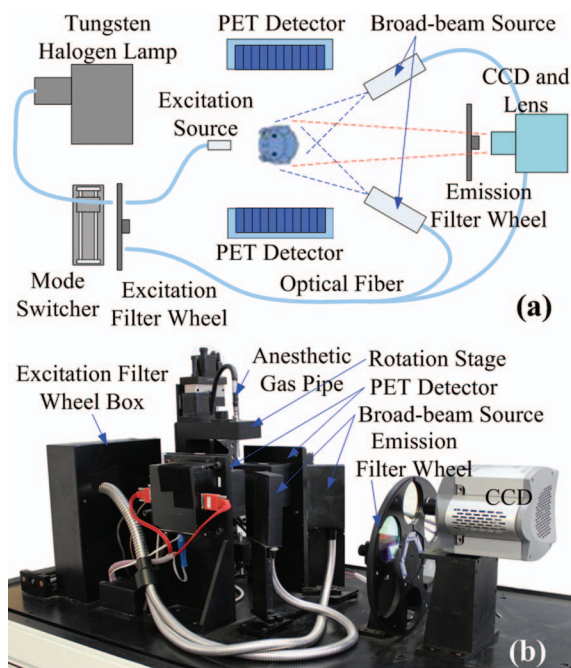 Tungsten
Halogen Lamp
PET Detector
Broad-beam Source
CCD and
Lens
Excitation
Source
Emission
Filter Wheel
PET Detector
Mode
Switcher
Excitation
Filter Wheel
Optical Fiber
(a)
Excitation Filter
Wheel Box
Anesthetic
Gas Pipe
Rotation Stage
PET Detector
Broad-beam Source
Emission
Filter Wheel
CCD
(b)